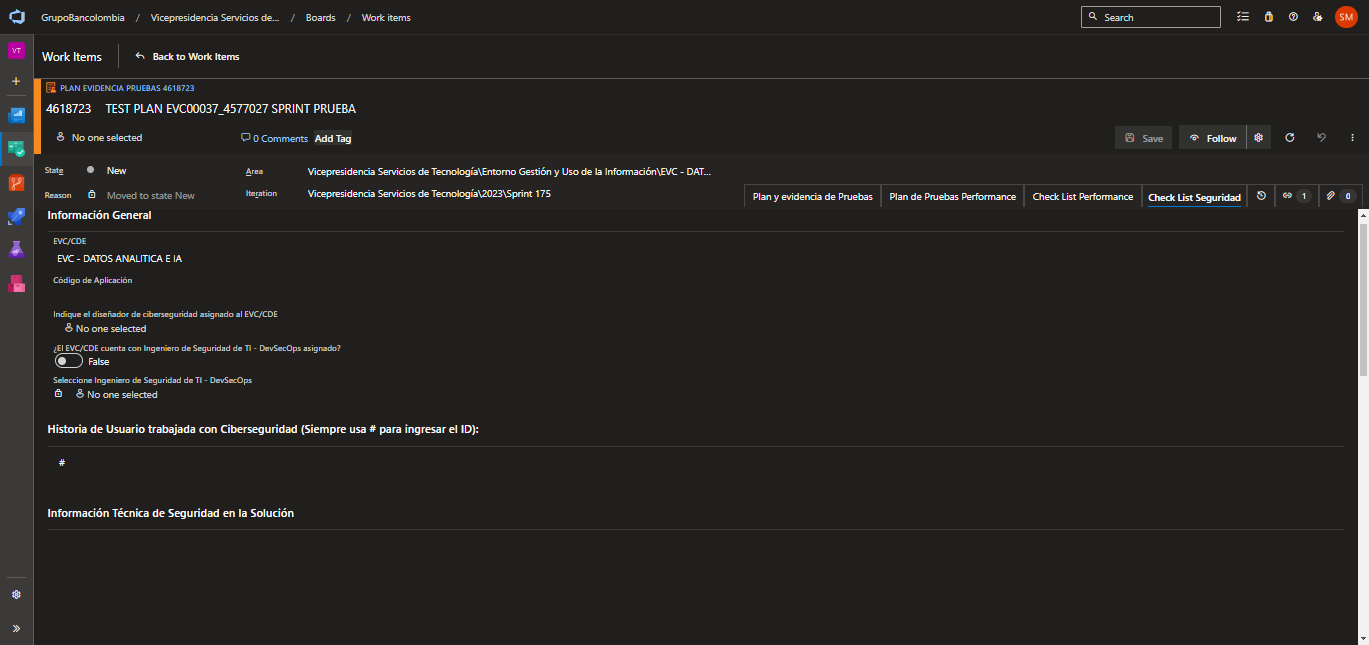 GrupoBancolombia / Vicepresidencia Servicios de... / Boards / Work items
Search
SM
VT
Work Items
Back to Work Items
PLAN EVIDENCIA PRUEBAS 4618723
4618723 TEST PLAN EVC00037_4577027 SPRINT PRUEBA
No one selected
0 Comments
Add Tag
Save
Follow
State
New
Area
Vicepresidencia Servicios de Tecnología\Entorno Gestión y Uso de la Información\EVC - DAT...
Reason
Moved to state New
Iteration
Vicepresidencia Servicios de Tecnología\2023\Sprint 175
Plan y evidencia de Pruebas
Plan de Pruebas Performance
Check List Performance
Check List Seguridad
1
0
Información General
EVC/CDE
EVC - DATOS ANALITICA E IA
Código de Aplicación
Indique el diseñador de ciberseguridad asignado al EVC/CDE
No one selected
¿El EVC/CDE cuenta con Ingeniero de Seguridad de TI - DevSecOps asignado?
False
Seleccione Ingeniero de Seguridad de TI - DevSecOps
No one selected
Historia de Usuario trabajada con Ciberseguridad (Siempre usa # para ingresar el ID):
#
Información Técnica de Seguridad en la Solución